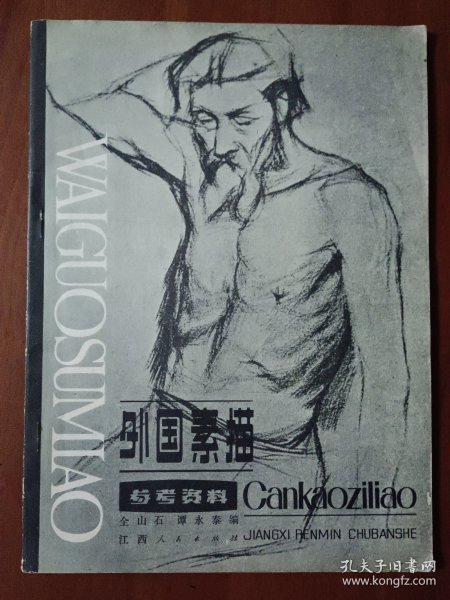 WAIGUOSUMIAO
外国素描
参考资料 Cankaoziliao
全山石 谭永泰编
江西人民出版社 JIANGXI RENMIN CHUBANSHE
孔夫子旧书网
www.kongfz.com